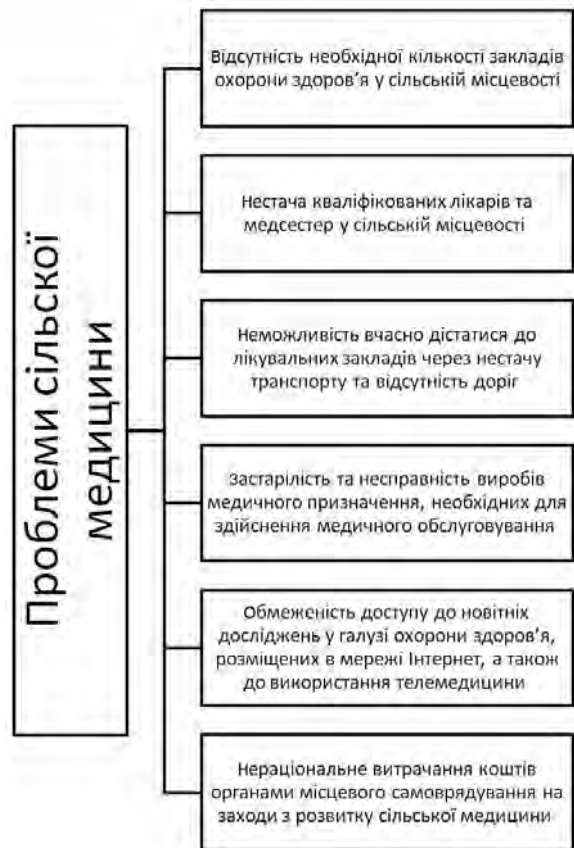 Проблеми сільскої
медицини
Відсутність необхідної кількості закладів
охорони здоров’я у сільській місцевості
Нестача кваліфікованих лікарів та
медсестер у сільській місцевості
Неможливість вчасно дістатися до
лікувальних закладів через нестачу
транспорту та відсутність доріг
Застарілість та несправність виробів
медичного призначення, необхідних для
здійснення медичного обслуговування
Обмеженість доступу до новітніх
досліджень у галузі охорони здоров’я,
розміщених в мережі Інтернет, а також
до використання телемедицини
Нераціональне витрачання коштів
органами місцевого самоврядування на
заходи з розвитку сільської медицини